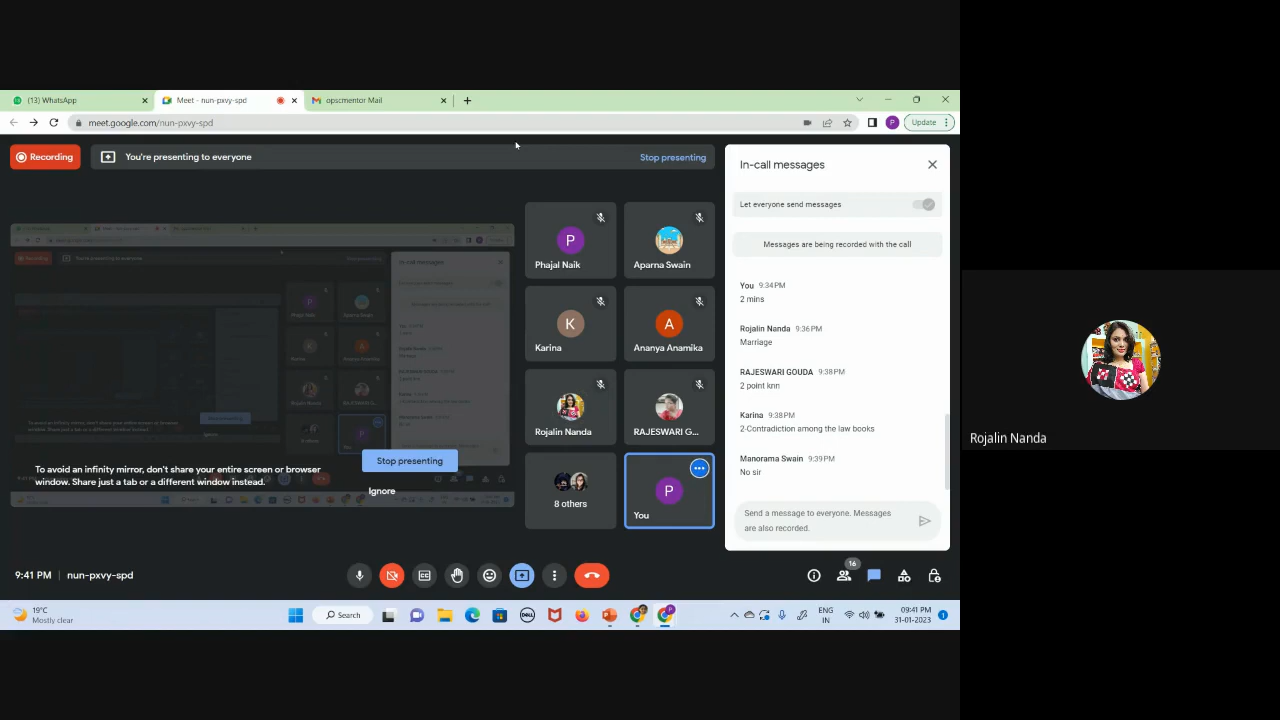 (13) WhatsApp
Meet - nun-pxvy-spd
opscmentor Mail
meet.google.com/nun-pxvy-spd
Update
Recording
You're presenting to everyone
Stop presenting
To avoid an infinity mirror, don't share your entire screen or browser
window. Share just a tab or a different window instead.
Stop presenting
Ignore
P
Phajal Naik
Aparna Swain
K
Karina
A
Ananya Anamika
Rojalin Nanda
RAJESWARI G...
8 others
P
You
In-call messages
Let everyone send messages
Messages are being recorded with the call
You 9:34 PM
2 mins
Rojalin Nanda 9:36 PM
Marriage
RAJESWARI GOUDA 9:38 PM
2 point knn
Karina 9:38 PM
2-Contradiction among the law books
Manorama Swain 9:39 PM
No sir
Send a message to everyone. Messages
are also recorded.
9:41 PM | nun-pxvy-spd
16
19°C
Mostly clear
Search
DELL
ENG
IN
09:41 PM
31-01-2023
1
Rojalin Nanda